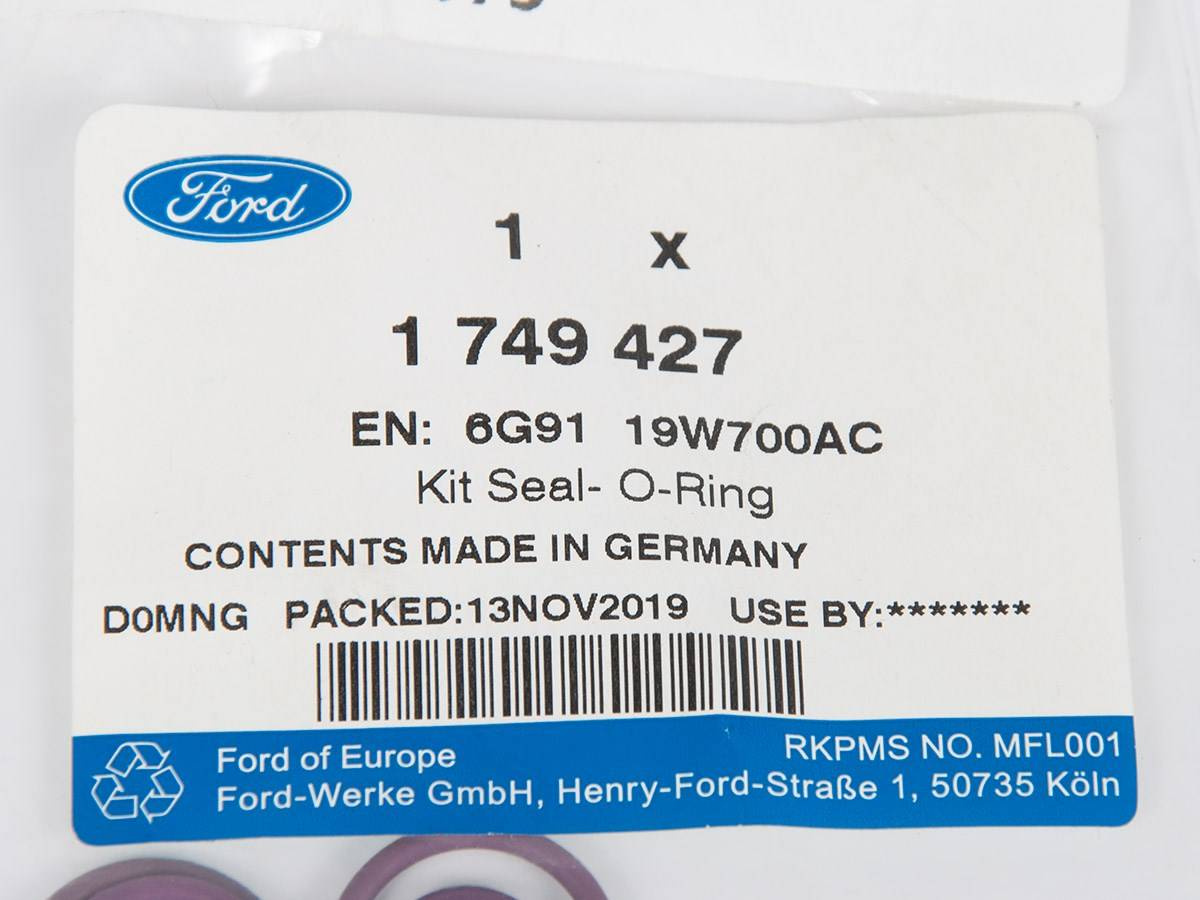 Ford
1 x
1 749 427
EN: 6G91 19W700AC
Kit Seal- O-Ring
CONTENTS MADE IN GERMANY
D0MNG PACKED:13NOV2019 USE BY:*******
Ford of Europe
RKPMS NO. MFL001
Ford-Werke GmbH, Henry-Ford-Straße 1, 50735 Köln